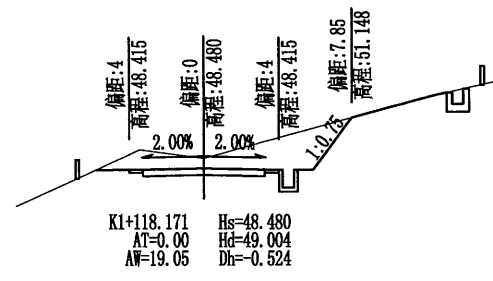 偏距:4
高程:48.415
偏距:0
高程:48.480
偏距:4
高程:48.415
偏距:7.85
高程:51.148
2.00%
2.00%
1:0.75
K1+118.171
Hs=48.480
AT=0.00
Hd=49.004
AW=19.05
Dh=-0.524